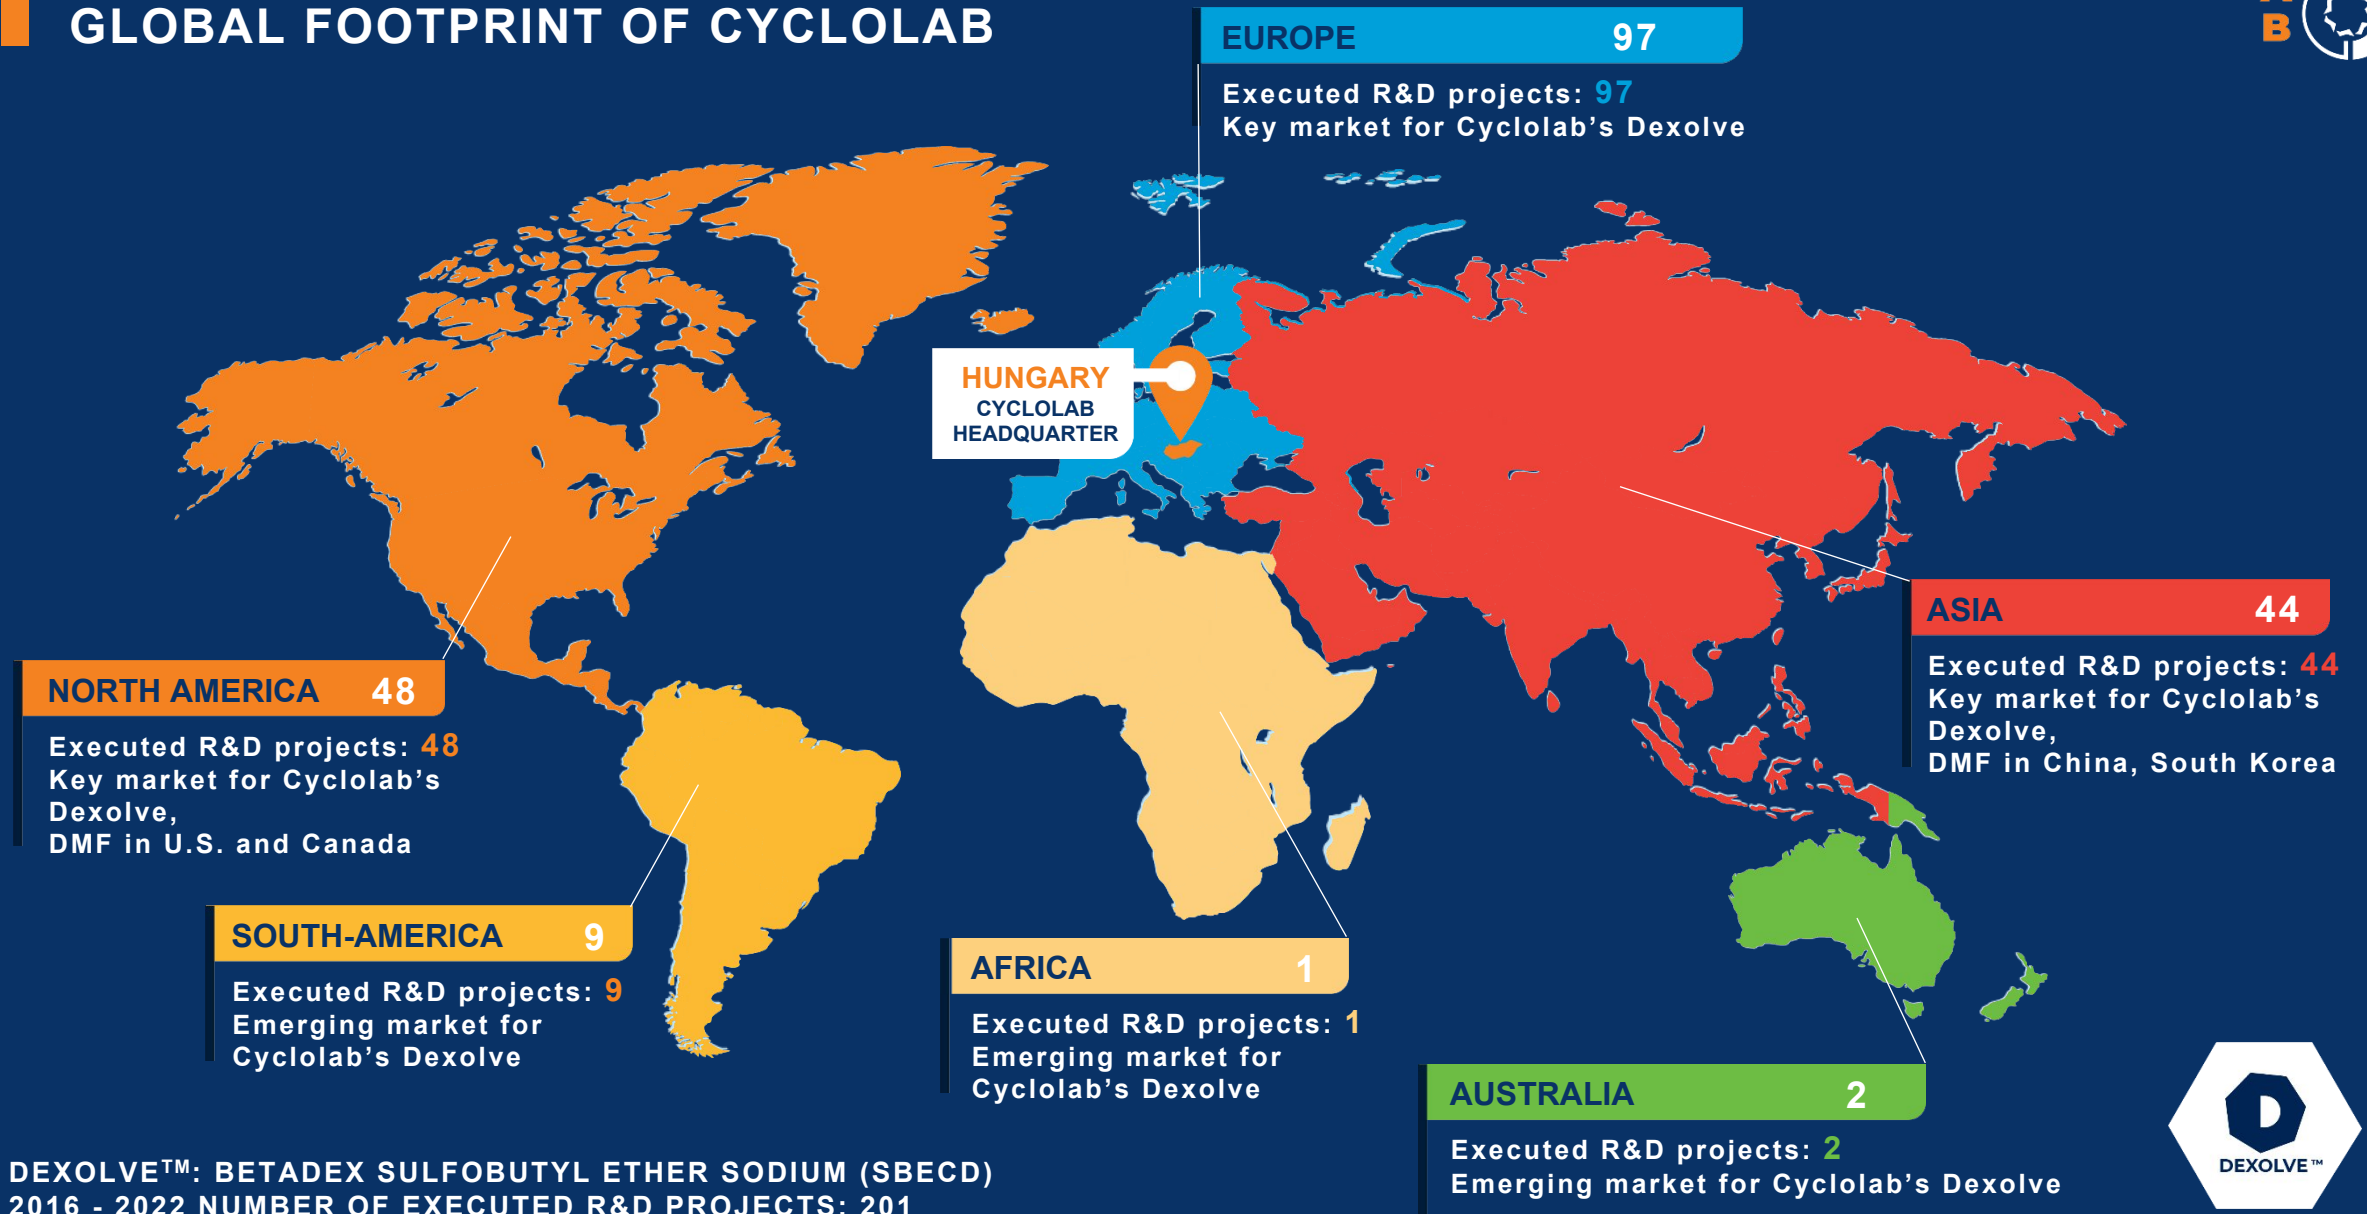 GLOBAL FOOTPRINT OF CYCLOLAB
B
EUROPE 97
Executed R&D projects: 97
Key market for Cyclolab’s Dexolve
HUNGARY
CYCLOLAB
HEADQUARTER
ASIA 44
Executed R&D projects: 44
Key market for Cyclolab’s
Dexolve,
DMF in China, South Korea
NORTH AMERICA 48
Executed R&D projects: 48
Key market for Cyclolab’s
Dexolve,
DMF in U.S. and Canada
SOUTH-AMERICA 9
Executed R&D projects: 9
Emerging market for
Cyclolab’s Dexolve
AFRICA 1
Executed R&D projects: 1
Emerging market for
Cyclolab’s Dexolve
AUSTRALIA 2
Executed R&D projects: 2
Emerging market for Cyclolab’s Dexolve
D
DEXOLVE™
DEXOLVE™: BETADEX SULFOBUTYL ETHER SODIUM (SBECD)
2016 - 2022 NUMBER OF EXECUTED R&D PROJECTS: 201